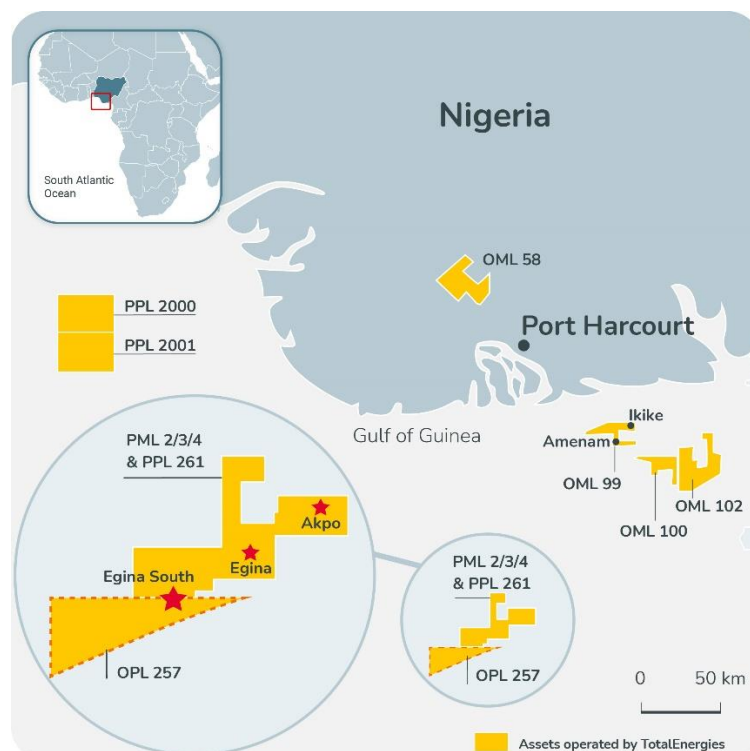 Nigeria
South Atlantic
Ocean
OML 58
PPL 2000
PPL 2001
Port Harcourt
Gulf of Guinea
Ikike
Amenam
OML 99
OML 100
OML 102
PML 2/3/4
& PPL 261
Akpo
Egina
Egina South
OPL 257
PML 2/3/4
& PPL 261
OPL 257
0 50 km
Assets operated by TotalEnergies